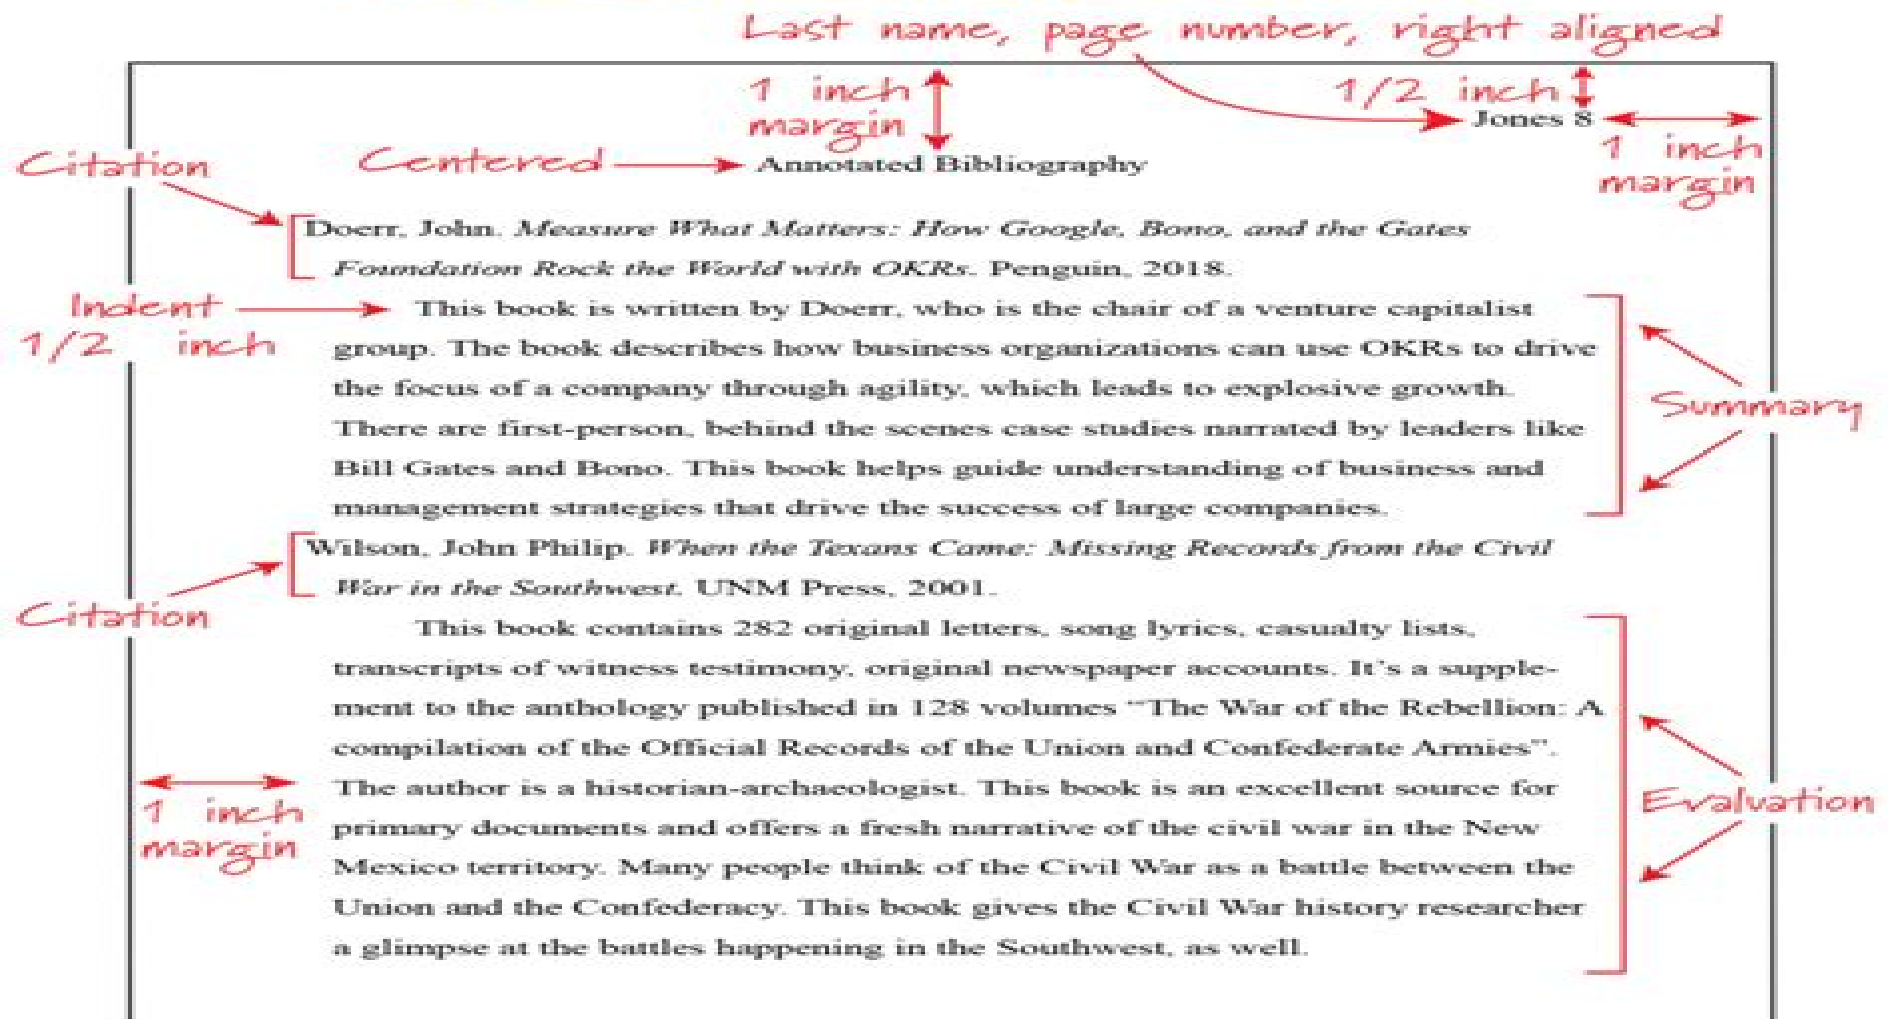 Last name, page number, right aligned
1 inch
margin
1/2 inch
Jones 8
1 inch
margin
Citation
Centered
Annotated Bibliography
Doerr, John. Measure What Matters: How Google, Bono, and the Gates
Foundation Rock the World with OKRs. Penguin, 2018.
Indent
1/2 inch
This book is written by Doerr, who is the chair of a venture capitalist
group. The book describes how business organizations can use OKRs to drive
the focus of a company through agility, which leads to explosive growth.
There are first-person, behind the scenes case studies narrated by leaders like
Bill Gates and Bono. This book helps guide understanding of business and
management strategies that drive the success of large companies.
Summary
Wilson, John Philip. When the Texans Came: Missing Records from the Civil
War in the Southwest. UNM Press, 2001.
Citation
This book contains 282 original letters, song lyrics, casualty lists,
transcripts of witness testimony, original newspaper accounts. It's a supple-
ment to the anthology published in 128 volumes "The War of the Rebellion: A
compilation of the Official Records of the Union and Confederate Armies".
The author is a historian-archaeologist. This book is an excellent source for
primary documents and offers a fresh narrative of the civil war in the New
Mexico territory. Many people think of the Civil War as a battle between the
Union and the Confederacy. This book gives the Civil War history researcher
a glimpse at the battles happening in the Southwest, as well.
1 inch
margin
Evaluation